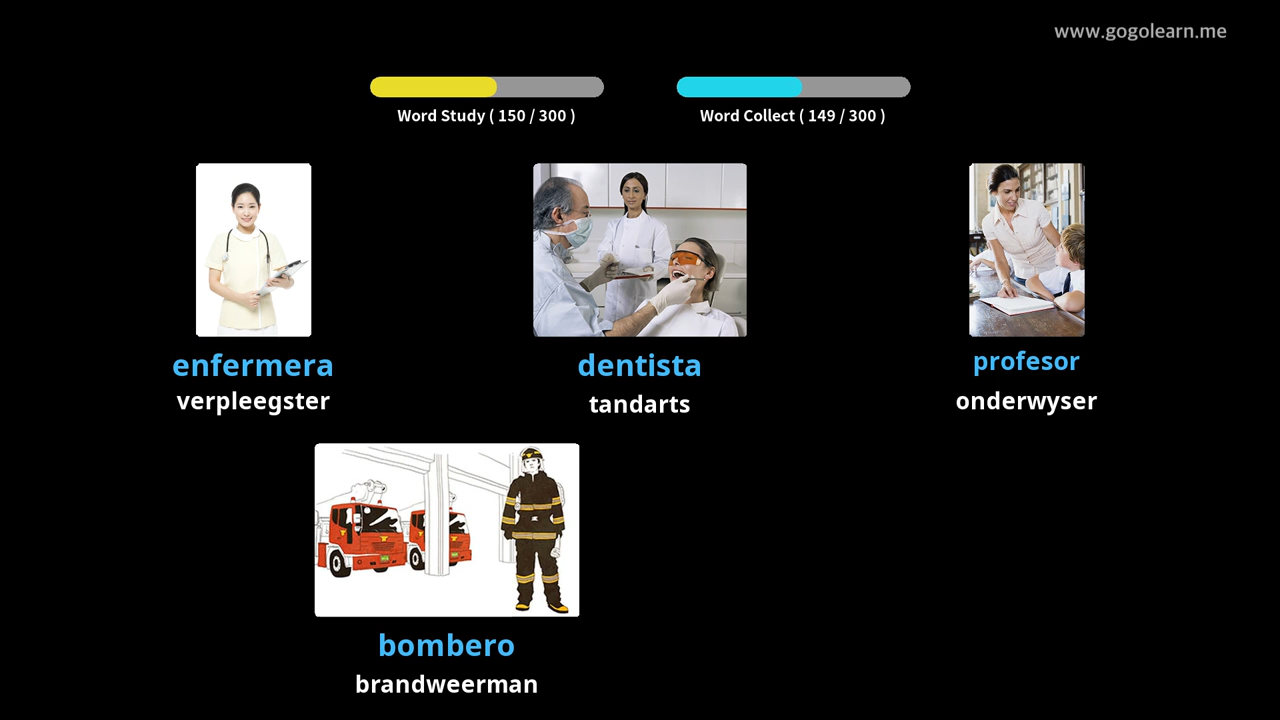 www.gogolearn.me
Word Study ( 150 / 300 )
Word Collect ( 149 / 300 )
enfermera
verpleegster
dentista
tandarts
profesor
onderwyser
bombero
brandweerman